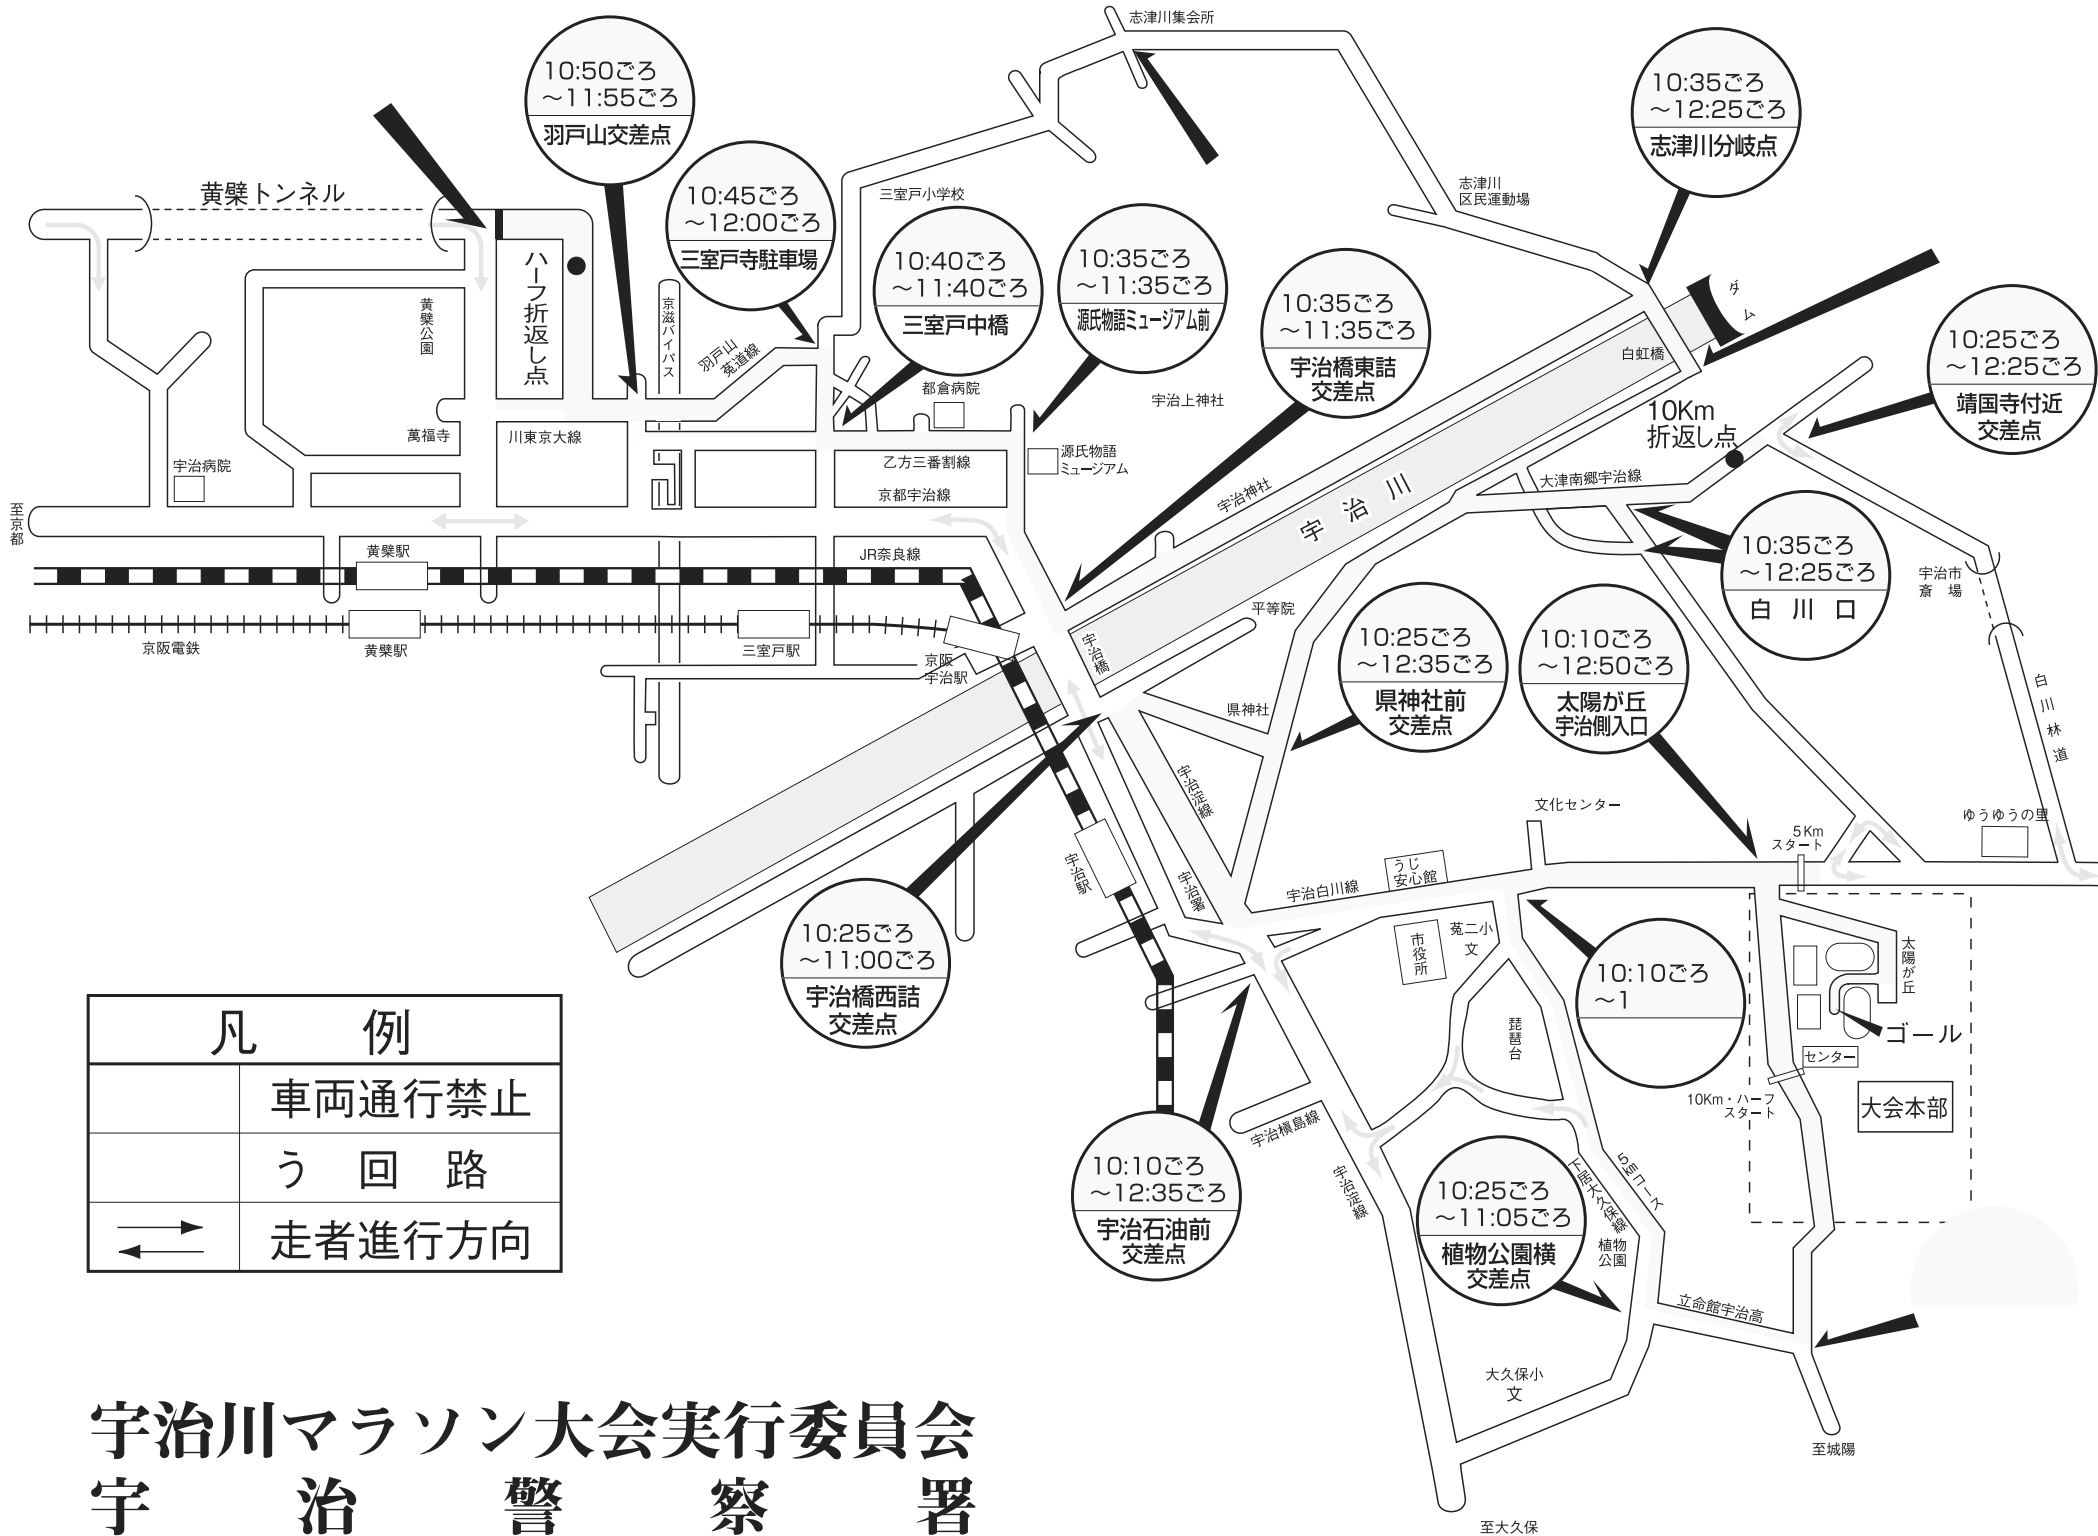 志津川集会所
10:50ごろ
～11:55ごろ
羽戸山交差点
10:35ごろ
～12:25ごろ
志津川分岐点
黄檗トンネル
10:45ごろ
～12:00ごろ
三室戸寺駐車場
三室戸小学校
志津川
区民運動場
10:40ごろ
～11:40ごろ
三室戸中橋
10:35ごろ
～11:35ごろ
源氏物語ミュージアム前
10:35ごろ
～11:35ごろ
宇治橋東詰
交差点
ダム
白虹橋
10:25ごろ
～12:25ごろ
靖国寺付近
交差点
ハーフ折返し点
黄檗公園
京滋バイパス
羽戸山
莵道線
都倉病院
宇治上神社
10Km
折返し点
萬福寺
川東京大線
宇治病院
乙方三番割線
源氏物語
ミュージアム
京都宇治線
宇治神社
宇治川
大津南郷宇治線
至京都
黄檗駅
JR奈良線
10:35ごろ
～12:25ごろ
白川口
宇治市
斎場
京阪電鉄
黄檗駅
三室戸駅
京阪
宇治駅
宇治橋
平等院
10:25ごろ
～12:35ごろ
県神社前
交差点
10:10ごろ
～12:50ごろ
太陽が丘
宇治側入口
県神社
白川林道
宇治淀線
文化センター
5Km
スタート
ゆうゆうの里
宇治駅
宇治署
うじ
安心館
宇治白川線
10:25ごろ
～11:00ごろ
宇治橋西詰
交差点
市役所
莵二小
文
10:10ごろ
～1
太陽が丘
ゴール
センター
琵琶台
10Km・ハーフ
スタート
大会本部
凡例
車両通行禁止
う回路
走者進行方向
10:10ごろ
～12:35ごろ
宇治石油前
交差点
宇治槇島線
宇治淀線
10:25ごろ
～11:05ごろ
植物公園横
交差点
下居大久保線
5㎞コース
植物
公園
立命館宇治高
大久保小
文
至城陽
至大久保
宇治川マラソン大会実行委員会
宇治警察署